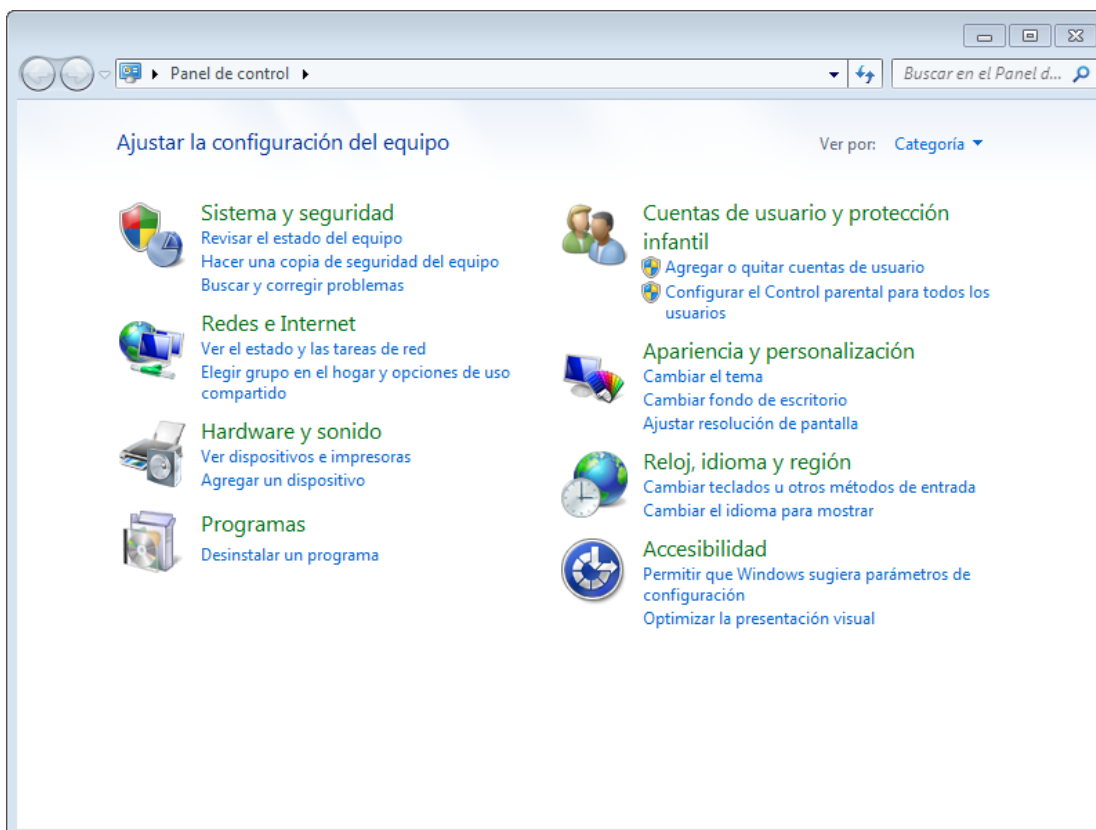 Panel de control
Buscar en el Panel d...
Ajustar la configuración del equipo
Ver por: Categoría
Sistema y seguridad
Revisar el estado del equipo
Hacer una copia de seguridad del equipo
Buscar y corregir problemas
Redes e Internet
Ver el estado y las tareas de red
Elegir grupo en el hogar y opciones de uso
compartido
Hardware y sonido
Ver dispositivos e impresoras
Agregar un dispositivo
Programas
Desinstalar un programa
Cuentas de usuario y protección
infantil
Agregar o quitar cuentas de usuario
Configurar el Control parental para todos los
usuarios
Apariencia y personalización
Cambiar el tema
Cambiar fondo de escritorio
Ajustar resolución de pantalla
Reloj, idioma y región
Cambiar teclados u otros métodos de entrada
Cambiar el idioma para mostrar
Accesibilidad
Permitir que Windows sugiera parámetros de
configuración
Optimizar la presentación visual